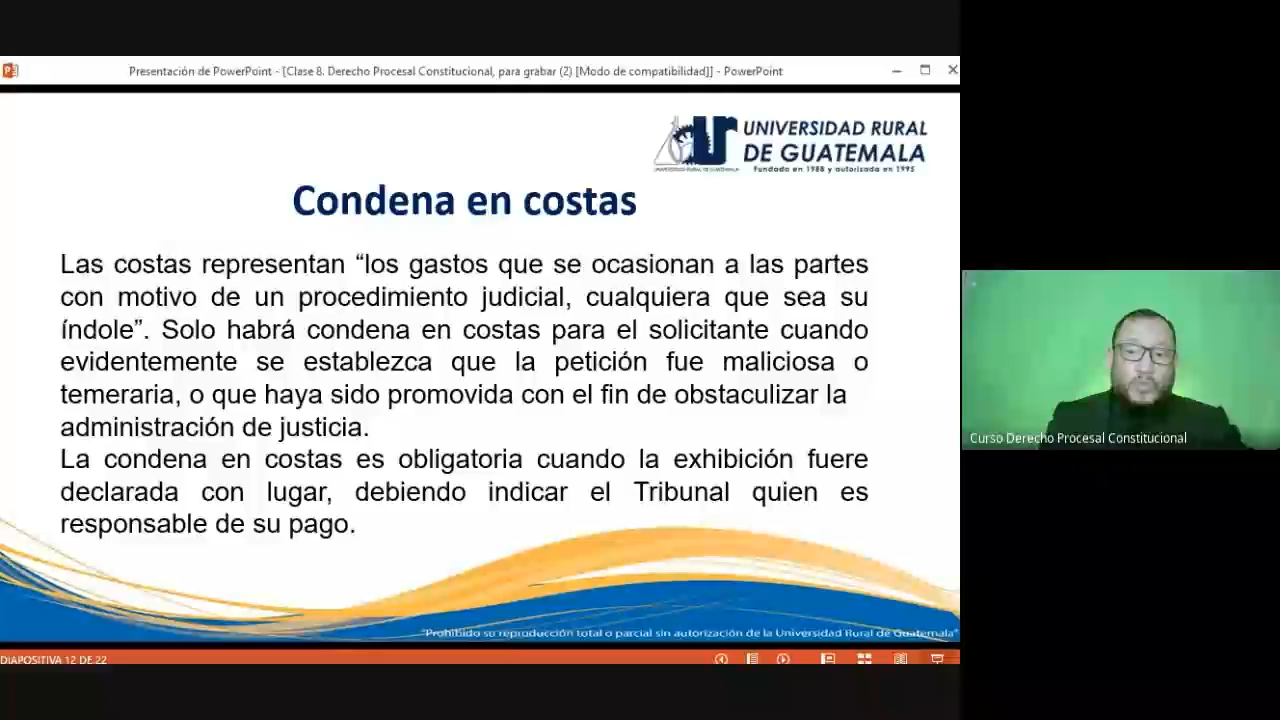 Presentación de PowerPoint - [Clase 8. Derecho Procesal Constitucional, para grabar (2) [Modo de compatibilidad]] - PowerPoint
UNIVERSIDAD RURAL
DE GUATEMALA
Fundada en 1988 y autorizada en 1995
UNIVERSIDAD RURAL DE GUATEMALA
Condena en costas
Las costas representan “los gastos que se ocasionan a las partes
con motivo de un procedimiento judicial, cualquiera que sea su
índole”. Solo habrá condena en costas para el solicitante cuando
evidentemente se establezca que la petición fue maliciosa o
temeraria, o que haya sido promovida con el fin de obstaculizar la
administración de justicia.
La condena en costas es obligatoria cuando la exhibición fuere
declarada con lugar, debiendo indicar el Tribunal quien es
responsable de su pago.
"Prohibido su reproducción total o parcial sin autorización de la Universidad Rural de Guatemala"
DIAPOSITIVA 12 DE 22
Curso Derecho Procesal Constitucional